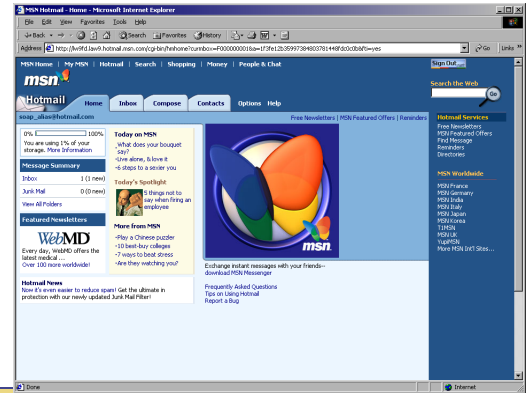 MSN Hotmail - Home - Microsoft Internet Explorer
File Edit View Favorites Tools Help
Back Search Favorites History
Address http://lw9fd.law9.hotmail.msn.com/cgi-bin/hmhome? Go Links »
MSN Home | My MSN | Hotmail | Search | Shopping | Money | People & Chat Sign Out
msn
Search the Web
Go
Hotmail Home Inbox Compose Contacts Options Help
soap_alias@hotmail.com Free Newsletters | MSN Featured Offers | Reminders
0% 100%
You are using 1% of your storage. More Information
Message Summary
Inbox 1 (1 new)
Junk Mail 0 (0 new)
View All Folders
Featured Newsletters
WebMD
Every day, WebMD offers the
latest medical ...
Over 100 more worldwide!
Today on MSN
-What does your bouquet
say?
-Live alone, & love it
-6 steps to a sexier you
Today's Spotlight
5 things not to
say when firing an
employee
More from MSN
-Play a Chinese puzzler
-10 best-buy colleges
-7 ways to beat stress
-Are they watching you?
msn
Exchange instant messages with your friends--
download MSN Messenger
Frequently Asked Questions
Tips on Using Hotmail
Report a Bug
Hotmail News
Now it's even easier to reduce spam! Get the ultimate in
protection with our newly updated Junk Mail Filter!
Hotmail Services
Free Newsletters
MSN Featured Offers
Find Message
Reminders
Directories
MSN Worldwide
MSN France
MSN Germany
MSN India
MSN Italy
MSN Japan
MSN Korea
T1MSN
MSN UK
YupiMSN
More MSN Int'l Sites...
Done Internet